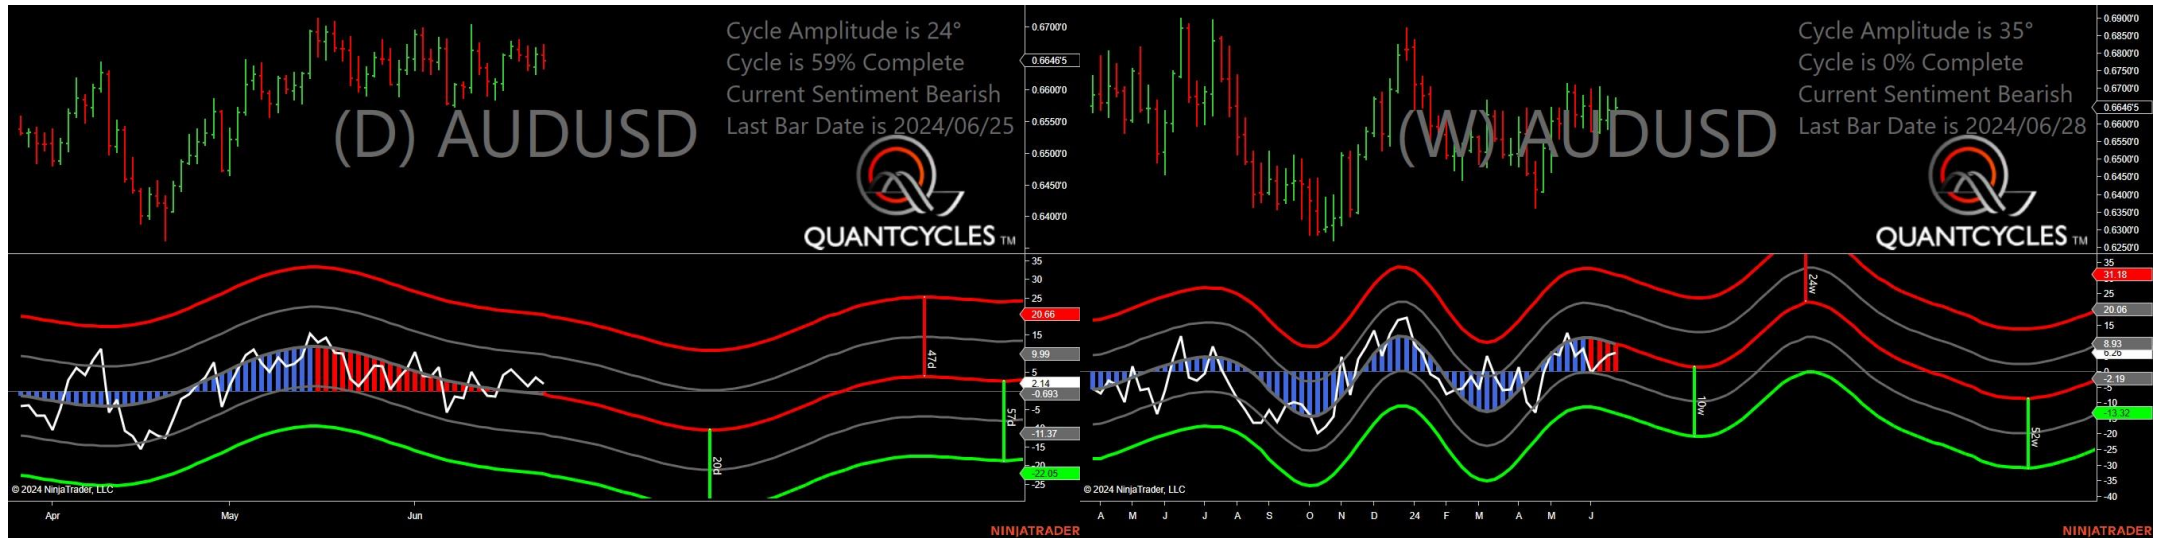 Cycle Amplitude is 24°
Cycle is 59% Complete
Current Sentiment Bearish
Last Bar Date is 2024/06/25
(D) AUDUSD
QUANTCYCLES TM
0.6700'0
0.6646'5
0.6600'0
0.6550'0
0.6500'0
0.6450'0
0.6400'0
35
30
25
20.66
15
9.99
5
2.14
-0.693
-5
-11.37
-15
-22.05
-25
47d
57d
20d
© 2024 NinjaTrader, LLC
Apr May Jun
NINJATRADER
Cycle Amplitude is 35°
Cycle is 0% Complete
Current Sentiment Bearish
Last Bar Date is 2024/06/28
(W) AUDUSD
QUANTCYCLES TM
0.6900'0
0.6850'0
0.6800'0
0.6750'0
0.6700'0
0.6646'5
0.6600'0
0.6550'0
0.6500'0
0.6450'0
0.6400'0
0.6350'0
0.6300'0
0.6250'0
35
31.18
25
20.06
15
8.93
6.26
-2.19
-5
-10
-13.32
-20
-25
-30
-35
-40
24w
10w
52w
© 2024 NinjaTrader, LLC
A M J J A S O N D 24 F M A M J
NINJATRADER